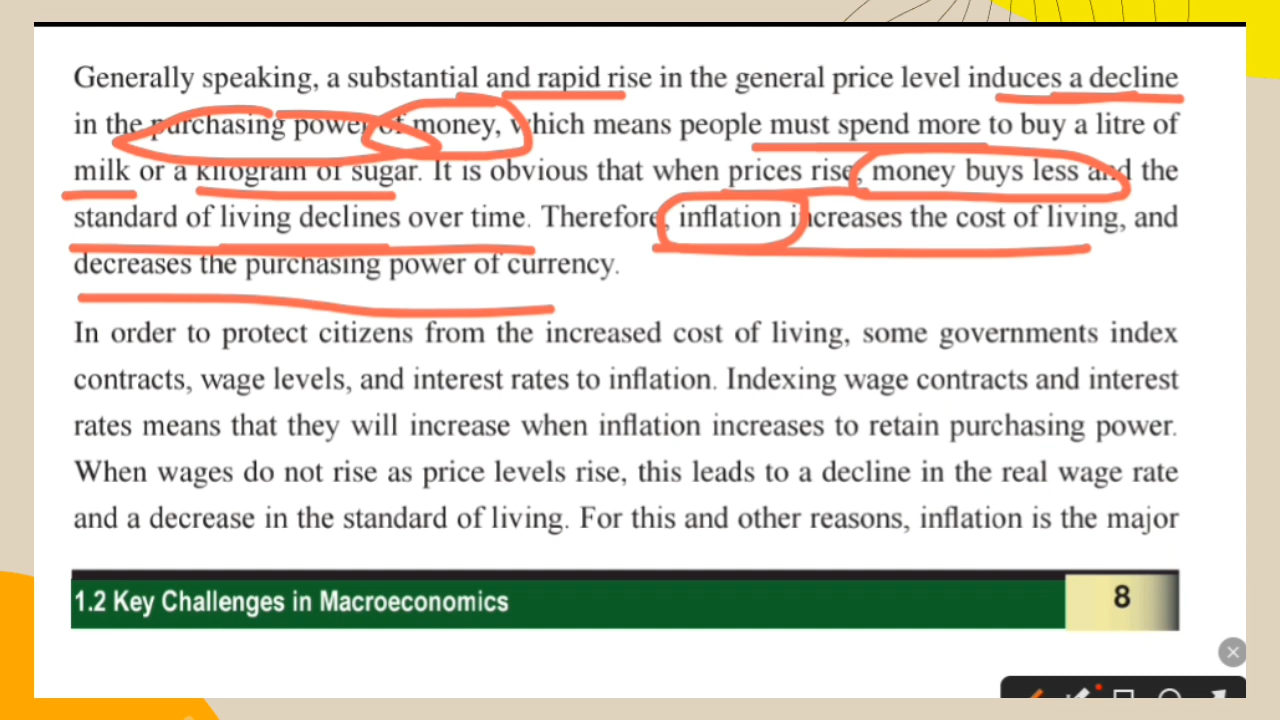 Generally speaking, a substantial and rapid rise in the general price level induces a decline
in the purchasing power of money, which means people must spend more to buy a litre of
milk or a kilogram of sugar. It is obvious that when prices rise, money buys less and the
standard of living declines over time. Therefore, inflation increases the cost of living, and
decreases the purchasing power of currency.
In order to protect citizens from the increased cost of living, some governments index
contracts, wage levels, and interest rates to inflation. Indexing wage contracts and interest
rates means that they will increase when inflation increases to retain purchasing power.
When wages do not rise as price levels rise, this leads to a decline in the real wage rate
and a decrease in the standard of living. For this and other reasons, inflation is the major
1.2 Key Challenges in Macroeconomics
8